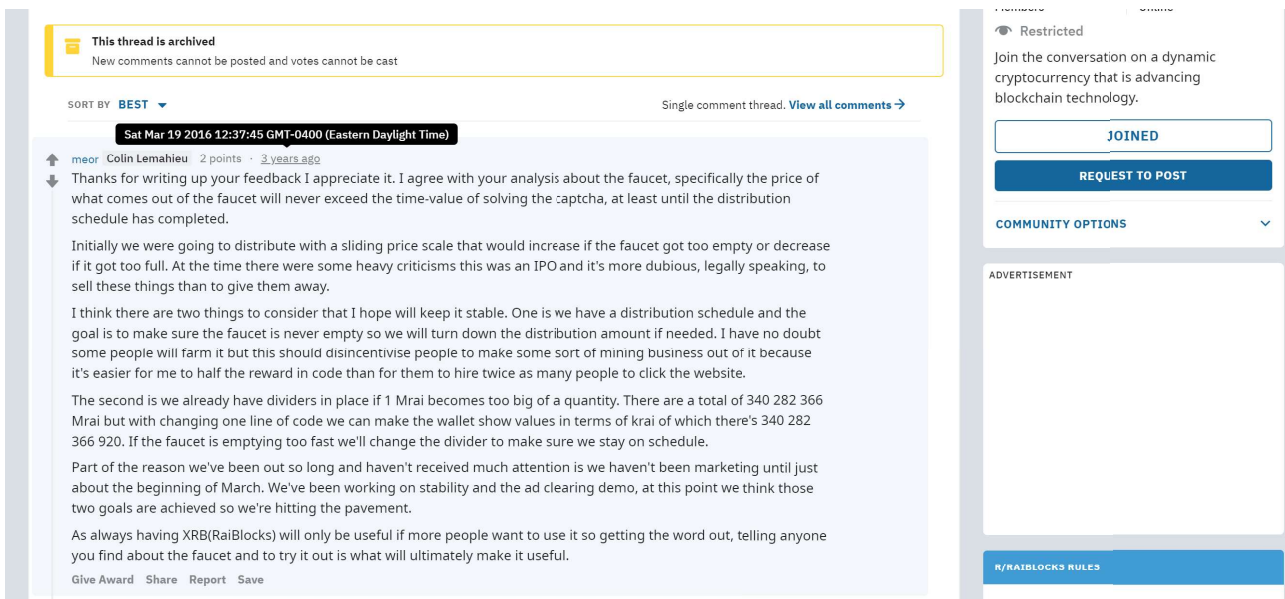 This thread is archived
New comments cannot be posted and votes cannot be cast
SORT BY BEST
Single comment thread. View all comments →
Sat Mar 19 2016 12:37:45 GMT-0400 (Eastern Daylight Time)
meor Colin Lemahieu 2 points · 3 years ago
Thanks for writing up your feedback I appreciate it. I agree with your analysis about the faucet, specifically the price of
what comes out of the faucet will never exceed the time-value of solving the captcha, at least until the distribution
schedule has completed.
Initially we were going to distribute with a sliding price scale that would increase if the faucet got too empty or decrease
if it got too full. At the time there were some heavy criticisms this was an IPO and it's more dubious, legally speaking, to
sell these things than to give them away.
I think there are two things to consider that I hope will keep it stable. One is we have a distribution schedule and the
goal is to make sure the faucet is never empty so we will turn down the distribution amount if needed. I have no doubt
some people will farm it but this should disincentivise people to make some sort of mining business out of it because
it's easier for me to half the reward in code than for them to hire twice as many people to click the website.
The second is we already have dividers in place if 1 Mrai becomes too big of a quantity. There are a total of 340 282 366
Mrai but with changing one line of code we can make the wallet show values in terms of krai of which there's 340 282
366 920. If the faucet is emptying too fast we'll change the divider to make sure we stay on schedule.
Part of the reason we've been out so long and haven't received much attention is we haven't been marketing until just
about the beginning of March. We've been working on stability and the ad clearing demo, at this point we think those
two goals are achieved so we're hitting the pavement.
As always having XRB(RaiBlocks) will only be useful if more people want to use it so getting the word out, telling anyone
you find about the faucet and to try it out is what will ultimately make it useful.
Give Award Share Report Save
Members Online
Restricted
Join the conversation on a dynamic
cryptocurrency that is advancing
blockchain technology.
JOINED
REQUEST TO POST
COMMUNITY OPTIONS
ADVERTISEMENT
R/RAIBLOCKS RULES